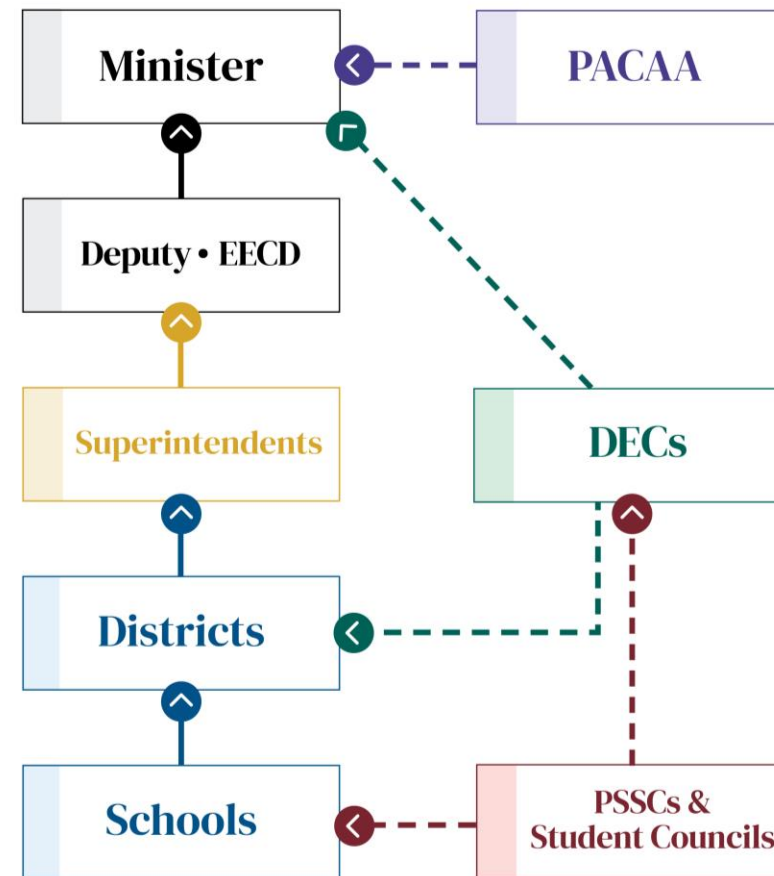 Minister
PACAA
Deputy • EECD
Superintendents
DECs
Districts
Schools
PSSCs &
Student Councils